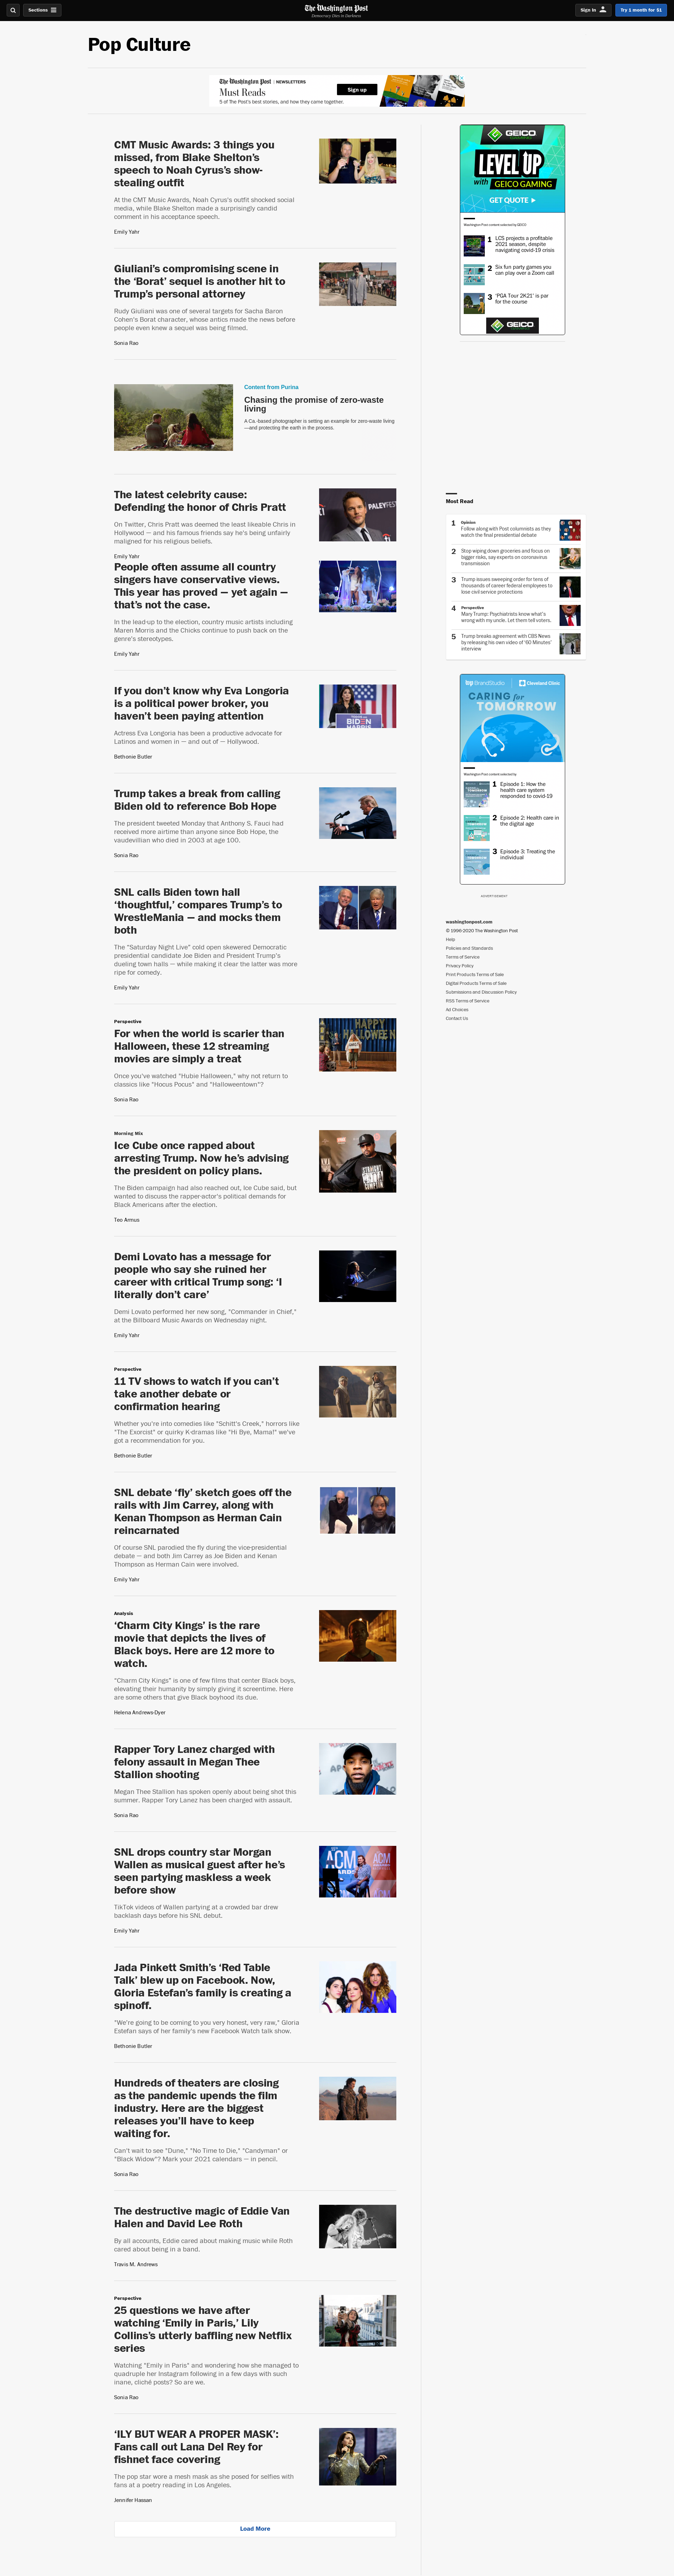 Sections
The Washington Post
Democracy Dies in Darkness
Sign In
Try 1 month for $1
Pop Culture
The Washington Post | NEWSLETTERS
Must Reads
5 of The Post's best stories, and how they came together.
Sign up
CMT Music Awards: 3 things you
missed, from Blake Shelton’s
speech to Noah Cyrus’s show-
stealing outfit
At the CMT Music Awards, Noah Cyrus's outfit shocked social
media, while Blake Shelton made a surprisingly candid
comment in his acceptance speech.
Emily Yahr
Giuliani’s compromising scene in
the ‘Borat’ sequel is another hit to
Trump’s personal attorney
Rudy Giuliani was one of several targets for Sacha Baron
Cohen's Borat character, whose antics made the news before
people even knew a sequel was being filmed.
Sonia Rao
Content from Purina
Chasing the promise of zero-waste
living
A Ca.-based photographer is setting an example for zero-waste living
—and protecting the earth in the process.
The latest celebrity cause:
Defending the honor of Chris Pratt
On Twitter, Chris Pratt was deemed the least likeable Chris in
Hollywood — and his famous friends say he's being unfairly
maligned for his religious beliefs.
Emily Yahr
People often assume all country
singers have conservative views.
This year has proved — yet again —
that’s not the case.
In the lead-up to the election, country music artists including
Maren Morris and the Chicks continue to push back on the
genre's stereotypes.
Emily Yahr
If you don’t know why Eva Longoria
is a political power broker, you
haven’t been paying attention
Actress Eva Longoria has been a productive advocate for
Latinos and women in — and out of — Hollywood.
Bethonie Butler
BIDEN
HARRIS
Trump takes a break from calling
Biden old to reference Bob Hope
The president tweeted Monday that Anthony S. Fauci had
received more airtime than anyone since Bob Hope, the
vaudevillian who died in 2003 at age 100.
Sonia Rao
SNL calls Biden town hall
‘thoughtful,’ compares Trump’s to
WrestleMania — and mocks them
both
The "Saturday Night Live" cold open skewered Democratic
presidential candidate Joe Biden and President Trump's
dueling town halls — while making it clear the latter was more
ripe for comedy.
Emily Yahr
Perspective
For when the world is scarier than
Halloween, these 12 streaming
movies are simply a treat
Once you've watched "Hubie Halloween," why not return to
classics like "Hocus Pocus" and "Halloweentown"?
Sonia Rao
HAPPY
HALLOWEEN
Morning Mix
Ice Cube once rapped about
arresting Trump. Now he’s advising
the president on policy plans.
The Biden campaign had also reached out, Ice Cube said, but
wanted to discuss the rapper-actor's political demands for
Black Americans after the election.
Teo Armus
STRAIGHT
COMPTON
Demi Lovato has a message for
people who say she ruined her
career with critical Trump song: ‘I
literally don’t care’
Demi Lovato performed her new song, "Commander in Chief,"
at the Billboard Music Awards on Wednesday night.
Emily Yahr
Perspective
11 TV shows to watch if you can’t
take another debate or
confirmation hearing
Whether you're into comedies like "Schitt's Creek," horrors like
"The Exorcist" or quirky K-dramas like "Hi Bye, Mama!" we've
got a recommendation for you.
Bethonie Butler
SNL debate ‘fly’ sketch goes off the
rails with Jim Carrey, along with
Kenan Thompson as Herman Cain
reincarnated
Of course SNL parodied the fly during the vice-presidential
debate — and both Jim Carrey as Joe Biden and Kenan
Thompson as Herman Cain were involved.
Emily Yahr
Analysis
‘Charm City Kings’ is the rare
movie that depicts the lives of
Black boys. Here are 12 more to
watch.
"Charm City Kings" is one of few films that center Black boys,
elevating their humanity by simply giving it screentime. Here
are some others that give Black boyhood its due.
Helena Andrews-Dyer
Rapper Tory Lanez charged with
felony assault in Megan Thee
Stallion shooting
Megan Thee Stallion has spoken openly about being shot this
summer. Rapper Tory Lanez has been charged with assault.
Sonia Rao
SNL drops country star Morgan
Wallen as musical guest after he’s
seen partying maskless a week
before show
TikTok videos of Wallen partying at a crowded bar drew
backlash days before his SNL debut.
Emily Yahr
ACM
Jada Pinkett Smith’s ‘Red Table
Talk’ blew up on Facebook. Now,
Gloria Estefan’s family is creating a
spinoff.
"We're going to be coming to you very honest, very raw," Gloria
Estefan says of her family's new Facebook Watch talk show.
Bethonie Butler
Hundreds of theaters are closing
as the pandemic upends the film
industry. Here are the biggest
releases you’ll have to keep
waiting for.
Can't wait to see "Dune," "No Time to Die," "Candyman" or
"Black Widow"? Mark your 2021 calendars — in pencil.
Sonia Rao
The destructive magic of Eddie Van
Halen and David Lee Roth
By all accounts, Eddie cared about making music while Roth
cared about being in a band.
Travis M. Andrews
Perspective
25 questions we have after
watching ‘Emily in Paris,’ Lily
Collins’s utterly baffling new Netflix
series
Watching "Emily in Paris" and wondering how she managed to
quadruple her Instagram following in a few days with such
inane, cliché posts? So are we.
Sonia Rao
‘ILY BUT WEAR A PROPER MASK’:
Fans call out Lana Del Rey for
fishnet face covering
The pop star wore a mesh mask as she posed for selfies with
fans at a poetry reading in Los Angeles.
Jennifer Hassan
Load More
GEICO
LEVEL UP
with GEICO GAMING
GET QUOTE
Washington Post content selected by GEICO
1 LCS projects a profitable
2021 season, despite
navigating covid-19 crisis
2 Six fun party games you
can play over a Zoom call
3 ‘PGA Tour 2K21’ is par
for the course
GEICO
Most Read
1 Opinion
Follow along with Post columnists as they
watch the final presidential debate
2 Stop wiping down groceries and focus on
bigger risks, say experts on coronavirus
transmission
3 Trump issues sweeping order for tens of
thousands of career federal employees to
lose civil service protections
4 Perspective
Mary Trump: Psychiatrists know what's
wrong with my uncle. Let them tell voters.
5 Trump breaks agreement with CBS News
by releasing his own video of ‘60 Minutes’
interview
wp BrandStudio
Cleveland Clinic
CARING for
TOMORROW
Washington Post content selected by
1 Episode 1: How the
health care system
responded to covid-19
2 Episode 2: Health care in
the digital age
3 Episode 3: Treating the
individual
ADVERTISEMENT
washingtonpost.com
© 1996-2020 The Washington Post
Help
Policies and Standards
Terms of Service
Privacy Policy
Print Products Terms of Sale
Digital Products Terms of Sale
Submissions and Discussion Policy
RSS Terms of Service
Ad Choices
Contact Us